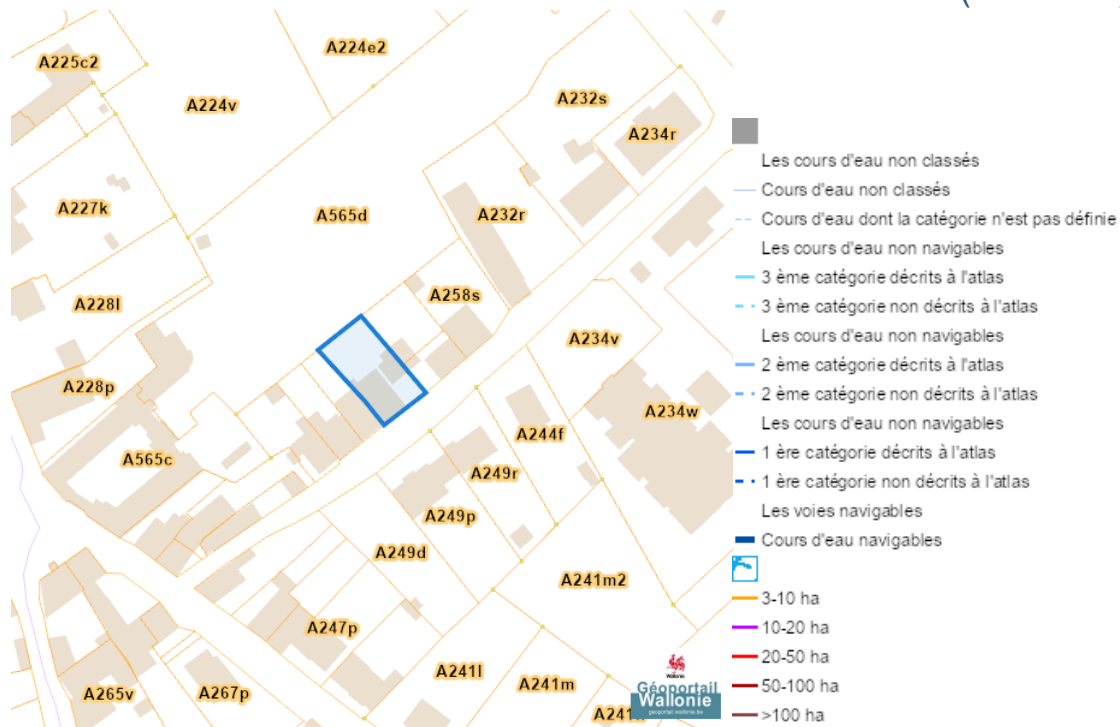 A225c2
A224e2
A224v
A232s
A234r
A227k
A565d
A232r
A228l
A258s
A234v
A228p
A234w
A565c
A244f
A249r
A249p
A249d
A241m2
A247p
A241l
A241m
A265v
A267p
Wallonie
Géoportail
Wallonie
geoportail.wallonie.be
Les cours d'eau non classés
Cours d'eau non classés
Cours d'eau dont la catégorie n'est pas définie
Les cours d'eau non navigables
3 ème catégorie décrits à l'atlas
3 ème catégorie non décrits à l'atlas
Les cours d'eau non navigables
2 ème catégorie décrits à l'atlas
2 ème catégorie non décrits à l'atlas
Les cours d'eau non navigables
1 ère catégorie décrits à l'atlas
1 ère catégorie non décrits à l'atlas
Les voies navigables
Cours d'eau navigables
3-10 ha
10-20 ha
20-50 ha
50-100 ha
>100 ha